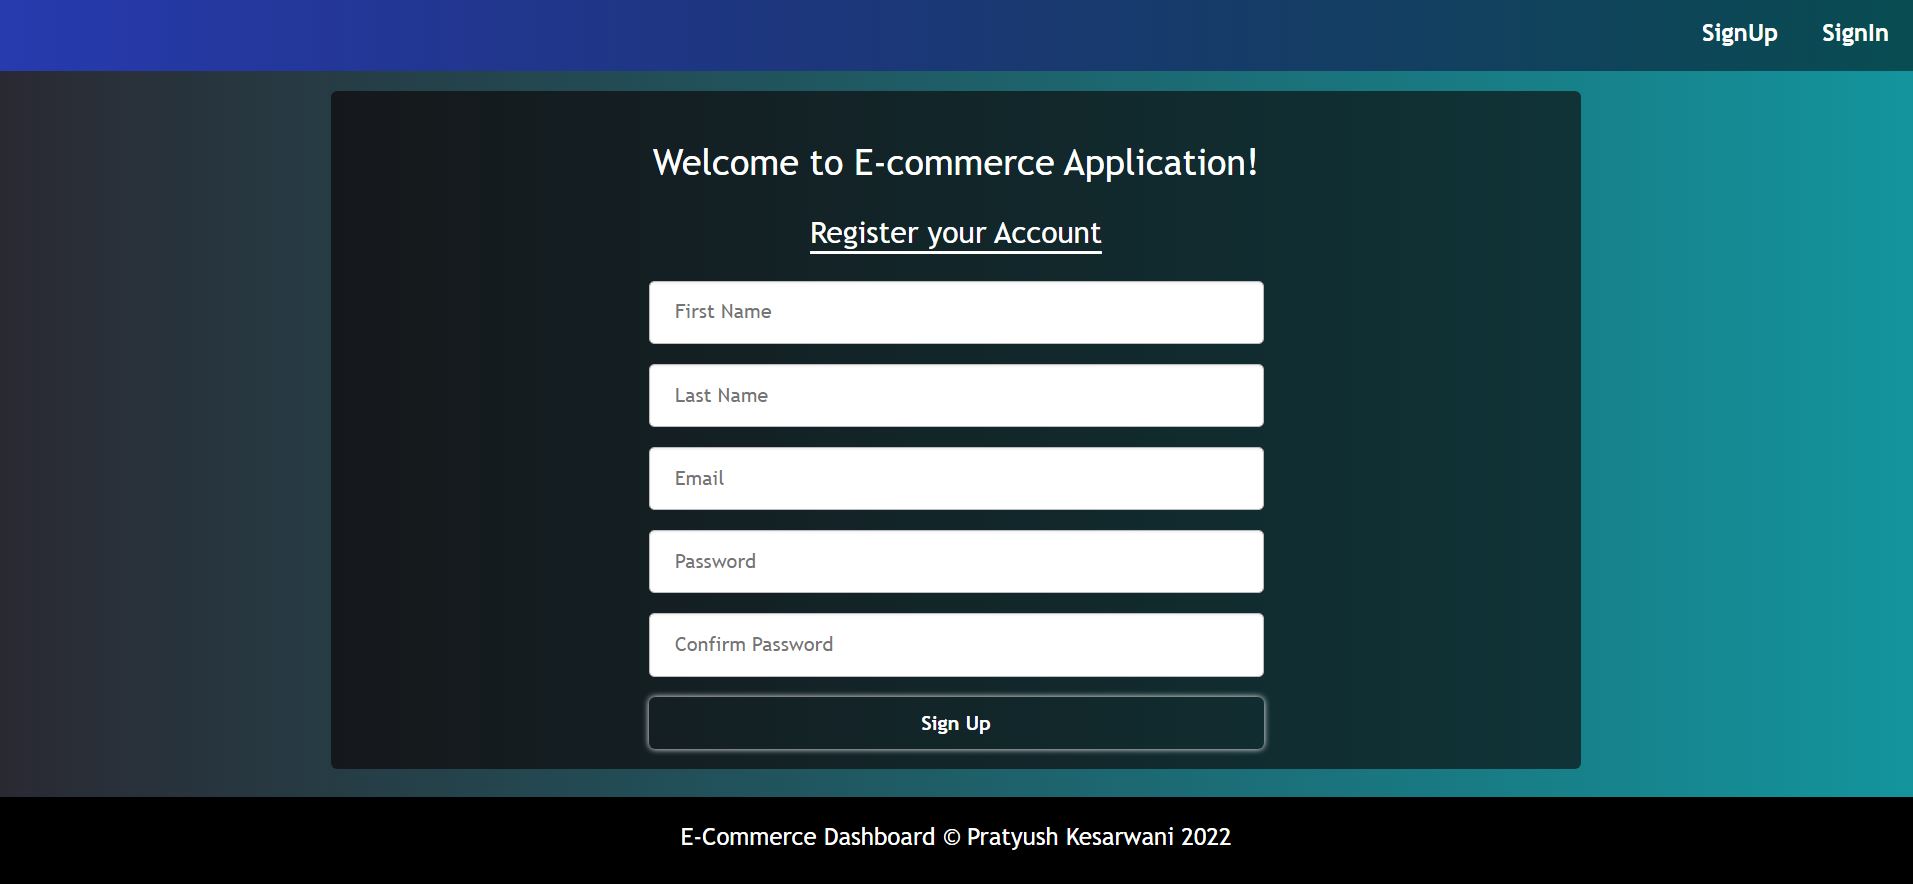 SignUp SignIn
Welcome to E-commerce Application!
Register your Account
First Name
Last Name
Email
Password
Confirm Password
Sign Up
E-Commerce Dashboard © Pratyush Kesarwani 2022